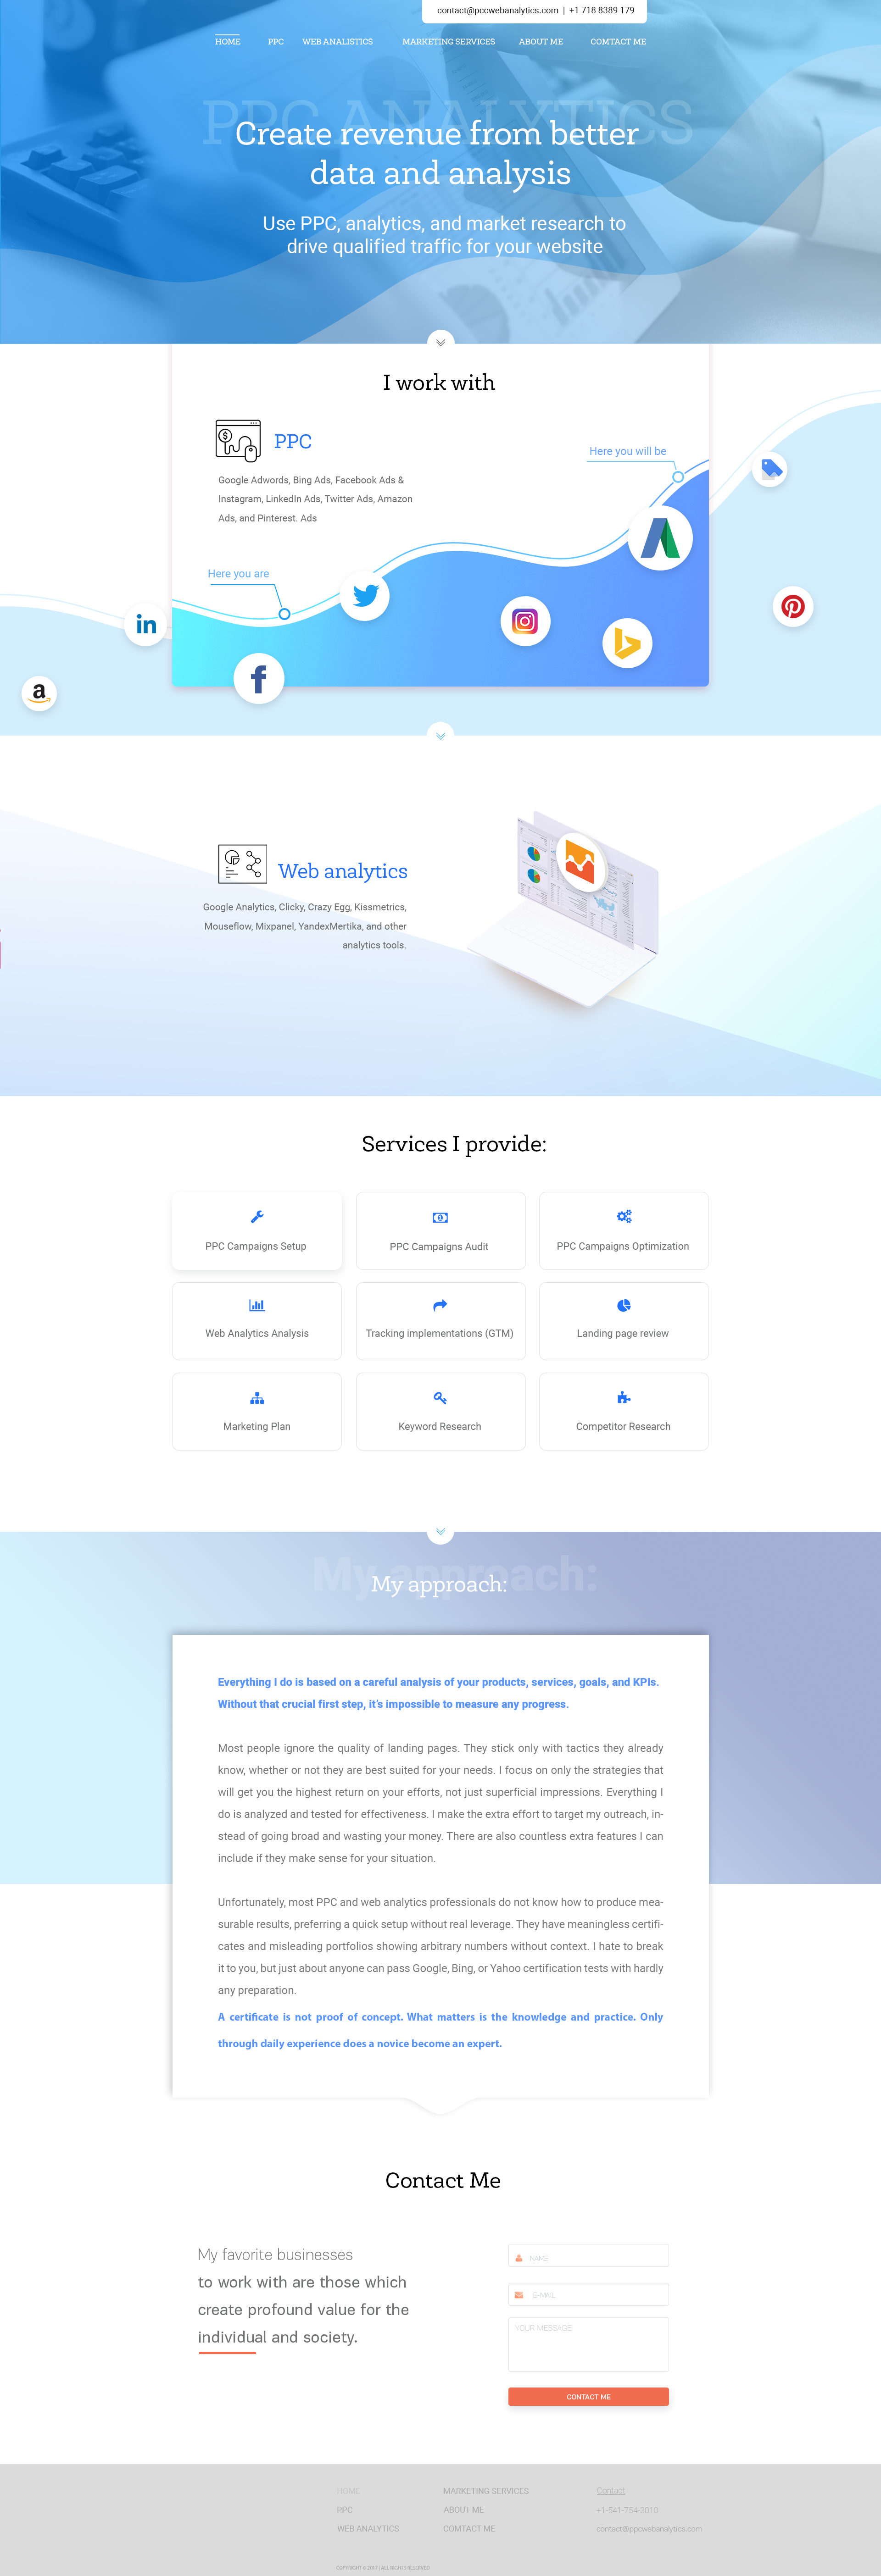 contact@pccwebanalytics.com | +1 718 8389 179
HOME PPC WEB ANALISTICS MARKETING SERVICES ABOUT ME COMTACT ME
PPC ANALYTICS
Create revenue from better
data and analysis
Use PPC, analytics, and market research to
drive qualified traffic for your website
I work with
PPC
Google Adwords, Bing Ads, Facebook Ads &
Instagram, LinkedIn Ads, Twitter Ads, Amazon
Ads, and Pinterest. Ads
Here you will be
Here you are
Web analytics
Google Analytics, Clicky, Crazy Egg, Kissmetrics,
Mouseflow, Mixpanel, YandexMertika, and other
analytics tools.
Services I provide:
PPC Campaigns Setup
PPC Campaigns Audit
PPC Campaigns Optimization
Web Analytics Analysis
Tracking implementations (GTM)
Landing page review
Marketing Plan
Keyword Research
Competitor Research
My approach:
My approach:
Everything I do is based on a careful analysis of your products, services, goals, and KPIs.
Without that crucial first step, it's impossible to measure any progress.
Most people ignore the quality of landing pages. They stick only with tactics they already
know, whether or not they are best suited for your needs. I focus on only the strategies that
will get you the highest return on your efforts, not just superficial impressions. Everything I
do is analyzed and tested for effectiveness. I make the extra effort to target my outreach, in-
stead of going broad and wasting your money. There are also countless extra features I can
include if they make sense for your situation.
Unfortunately, most PPC and web analytics professionals do not know how to produce mea-
surable results, preferring a quick setup without real leverage. They have meaningless certifi-
cates and misleading portfolios showing arbitrary numbers without context. I hate to break
it to you, but just about anyone can pass Google, Bing, or Yahoo certification tests with hardly
any preparation.
A certificate is not proof of concept. What matters is the knowledge and practice. Only
through daily experience does a novice become an expert.
Contact Me
My favorite businesses
to work with are those which
create profound value for the
individual and society.
NAME
E-MAIL
YOUR MESSAGE
CONTACT ME
HOME
PPC
WEB ANALYTICS
MARKETING SERVICES
ABOUT ME
COMTACT ME
Contact
+1-541-754-3010
contact@ppcwebanalytics.com
COPYRIGHT © 2017 | ALL RIGHTS RESERVED